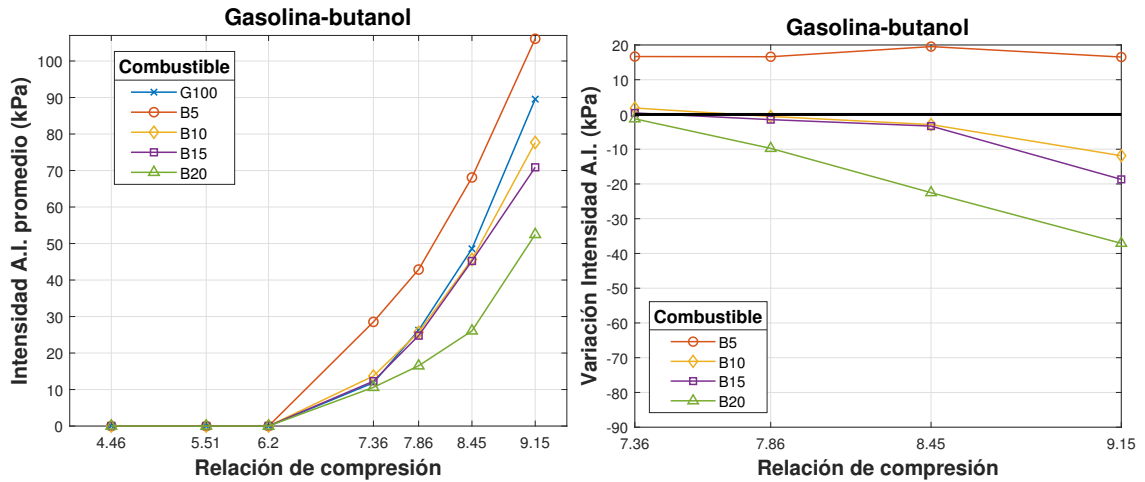 Gasolina-butanol
Intensidad A.I. promedio (kPa)
100
90
80
70
60
50
40
30
20
10
0
Combustible
G100
B5
B10
B15
B20
4.46 5.51 6.2 7.36 7.86 8.45 9.15
Relación de compresión
Gasolina-butanol
Variación Intensidad A.I. (kPa)
20
10
0
-10
-20
-30
-40
-50
-60
-70
-80
-90
Combustible
B5
B10
B15
B20
7.36 7.86 8.45 9.15
Relación de compresión